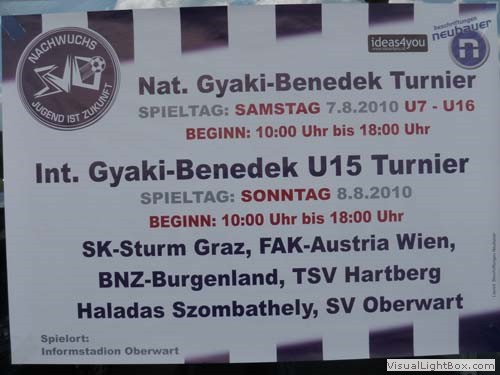 NACHWUCHS
SVO
JUGEND IST ZUKUNFT
ideas4you
beschriftungen
neubauer
n
Nat. Gyaki-Benedek Turnier
SPIELTAG: SAMSTAG 7.8.2010 U7 - U16
BEGINN: 10:00 Uhr bis 18:00 Uhr
Int. Gyaki-Benedek U15 Turnier
SPIELTAG: SONNTAG 8.8.2010
BEGINN: 10:00 Uhr bis 18:00 Uhr
SK-Sturm Graz, FAK-Austria Wien,
BNZ-Burgenland, TSV Hartberg
Haladas Szombathely, SV Oberwart
Spielort:
Informstadion Oberwart
VisualLightBox.com